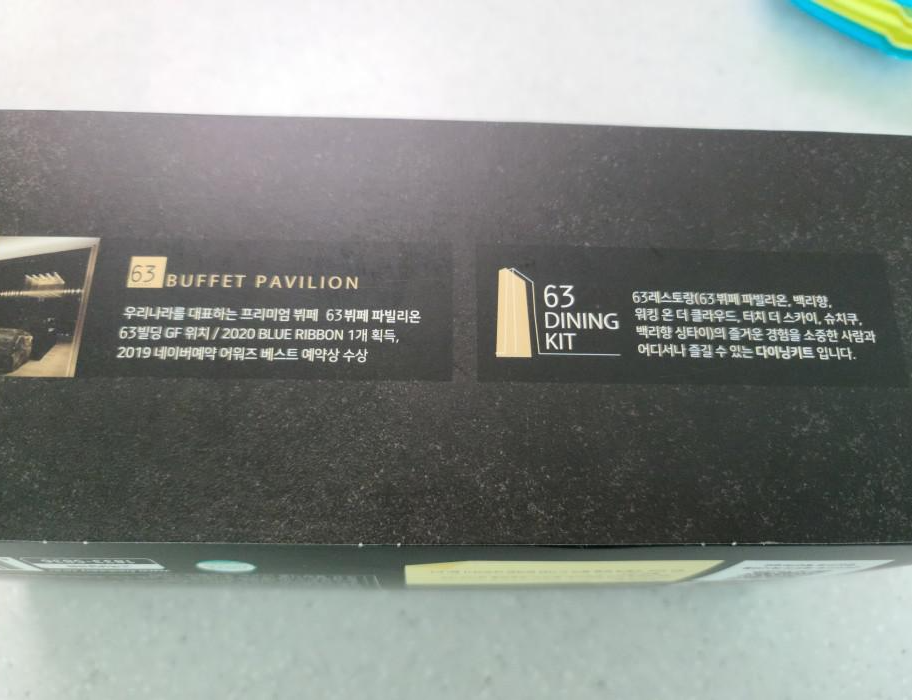 63 BUFFET PAVILION
우리나라를 대표하는 프리미엄 뷔페 63뷔페 파빌리온
63빌딩 GF 위치 / 2020 BLUE RIBBON 1개 획득,
2019 네이버예약 어워즈 베스트 예약상 수상
63
DINING
KIT
63레스토랑(63뷔페 파빌리온, 백리향,
워킹 온 더 클라우드, 터치 더 스카이, 슈치쿠,
백리향 싱타이)의 즐거운 경험을 소중한 사람과
어디서나 즐길 수 있는 다이닝키트 입니다.